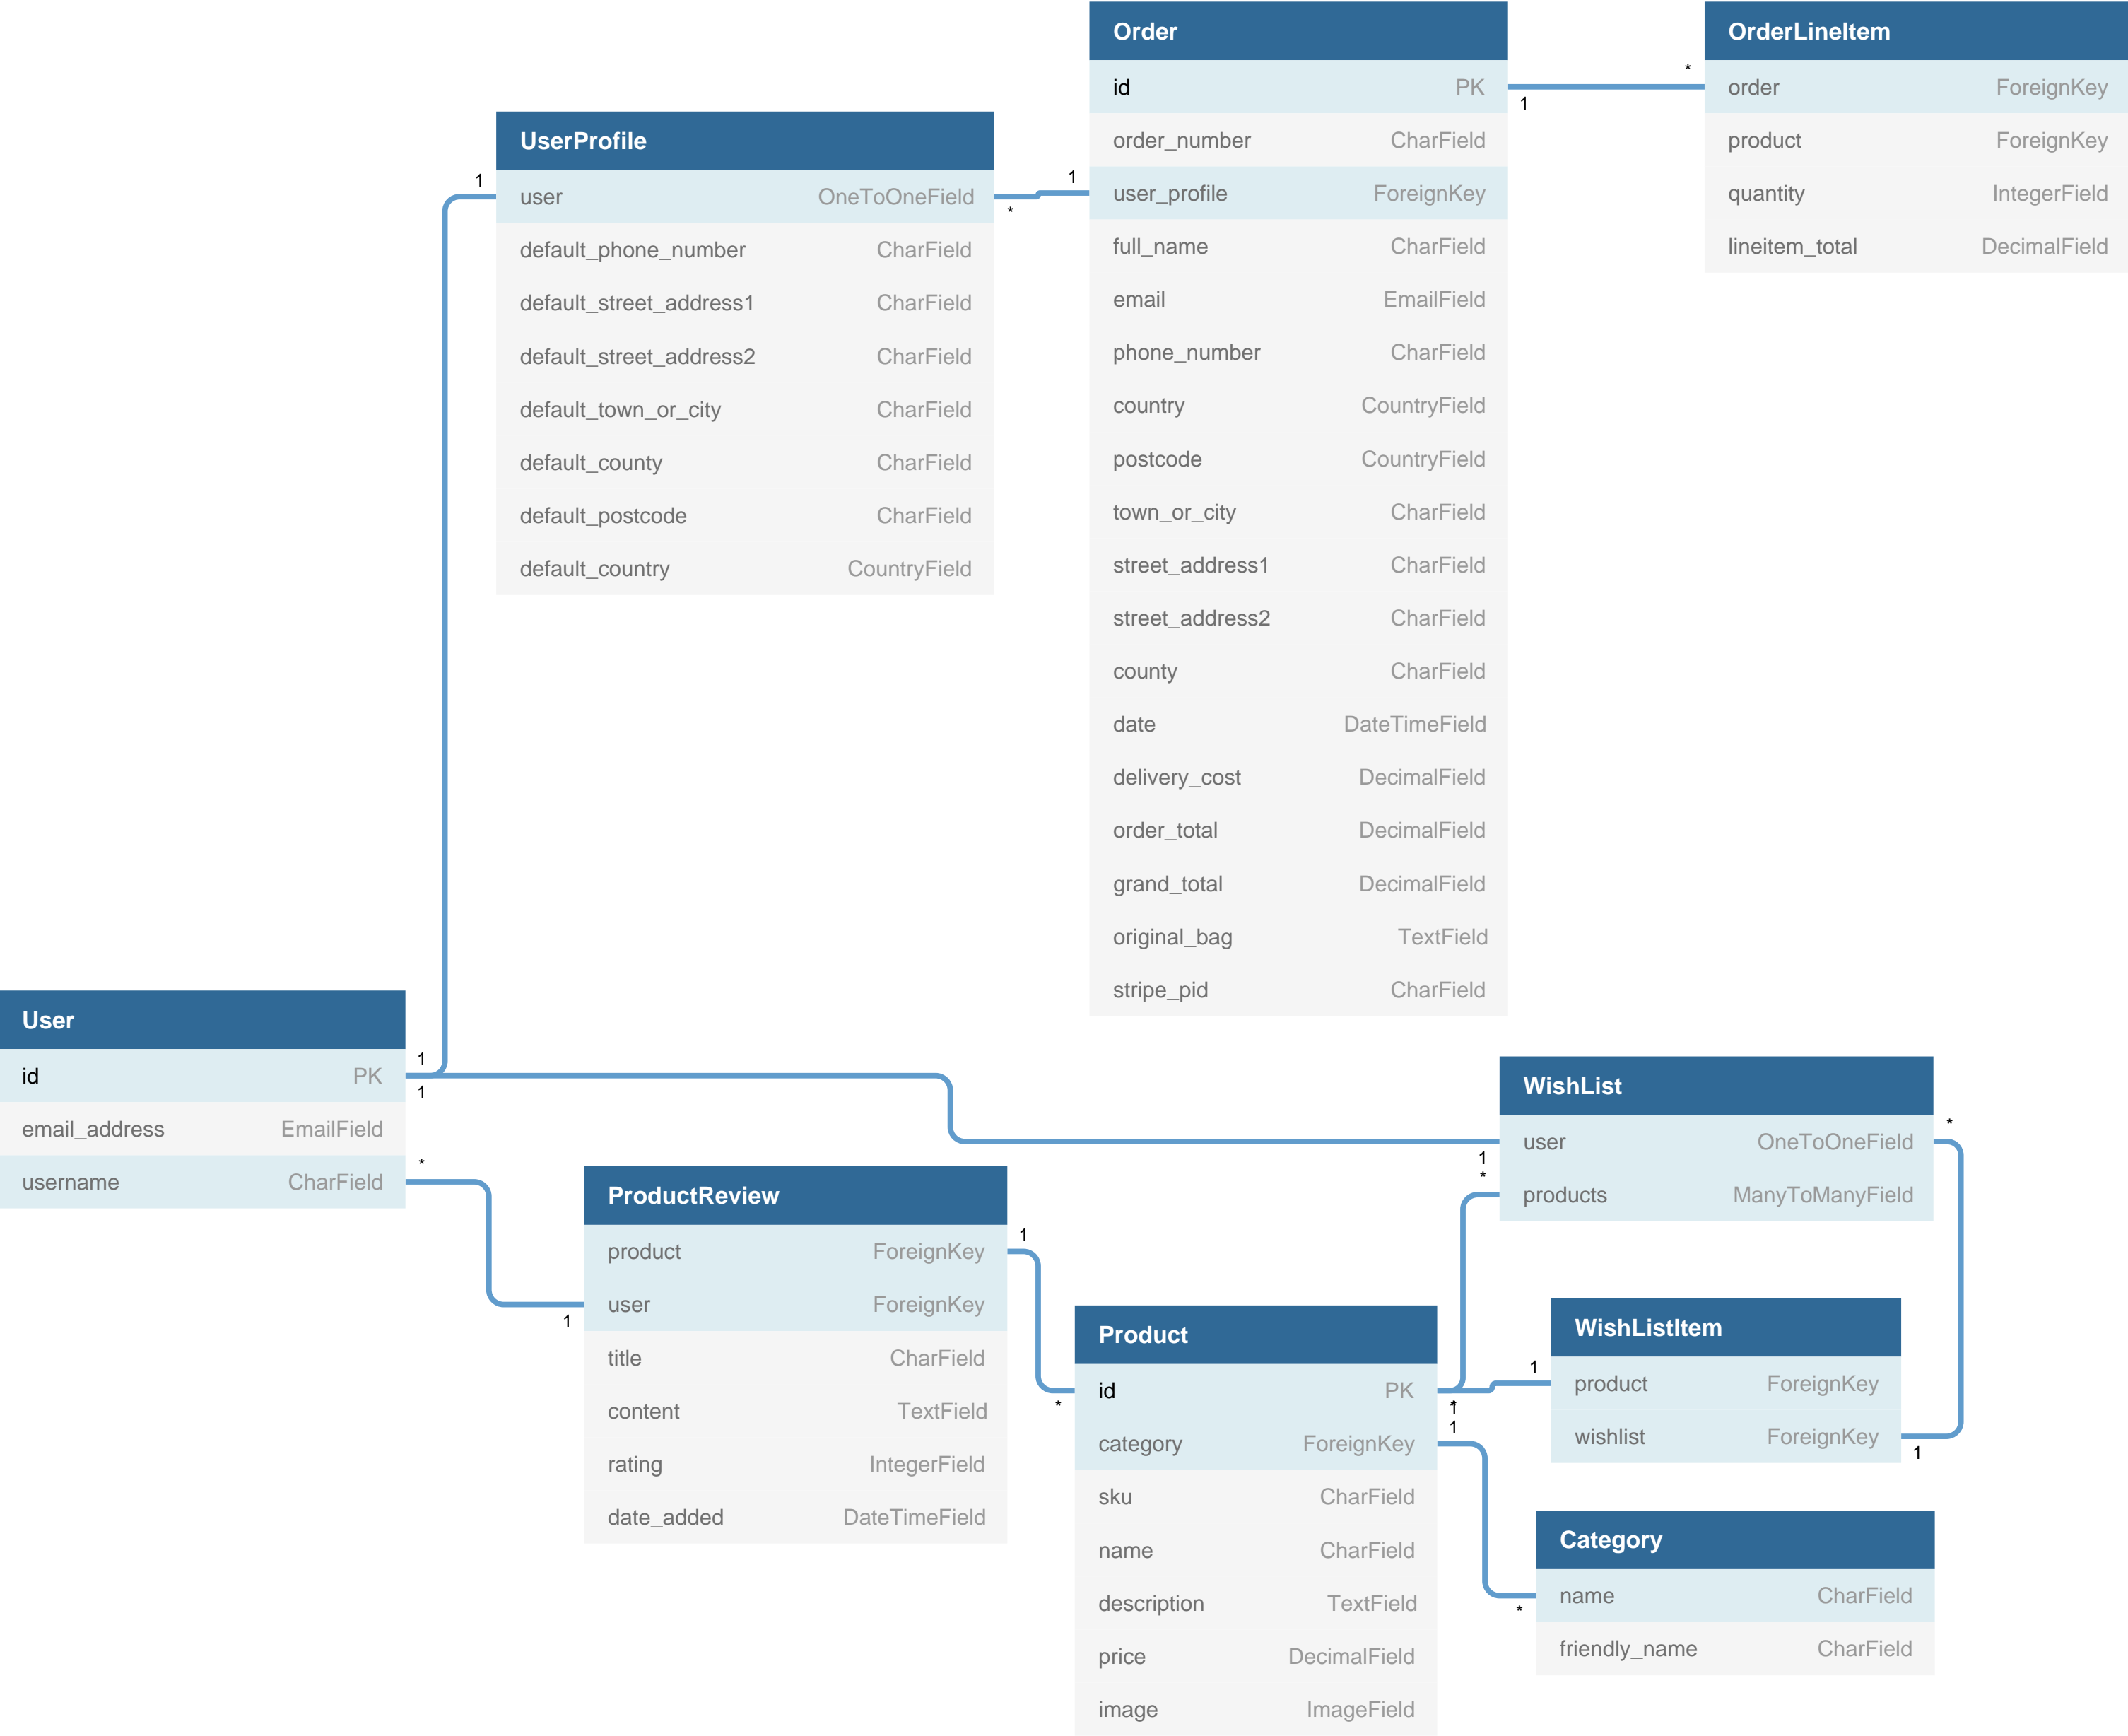 Order
id PK
order_number CharField
user_profile ForeignKey
full_name CharField
email EmailField
phone_number CharField
country CountryField
postcode CountryField
town_or_city CharField
street_address1 CharField
street_address2 CharField
county CharField
date DateTimeField
delivery_cost DecimalField
order_total DecimalField
grand_total DecimalField
original_bag TextField
stripe_pid CharField
1
*
OrderLineItem
order ForeignKey
product ForeignKey
quantity IntegerField
lineitem_total DecimalField
UserProfile
user OneToOneField
default_phone_number CharField
default_street_address1 CharField
default_street_address2 CharField
default_town_or_city CharField
default_county CharField
default_postcode CharField
default_country CountryField
1
*
1
User
id PK
email_address EmailField
username CharField
1
1
*
WishList
user OneToOneField
products ManyToManyField
1
*
*
ProductReview
product ForeignKey
user ForeignKey
title CharField
content TextField
rating IntegerField
date_added DateTimeField
1
1
*
Product
id PK
category ForeignKey
sku CharField
name CharField
description TextField
price DecimalField
image ImageField
1
*
1
WishListItem
product ForeignKey
wishlist ForeignKey
1
1
Category
name CharField
friendly_name CharField
*